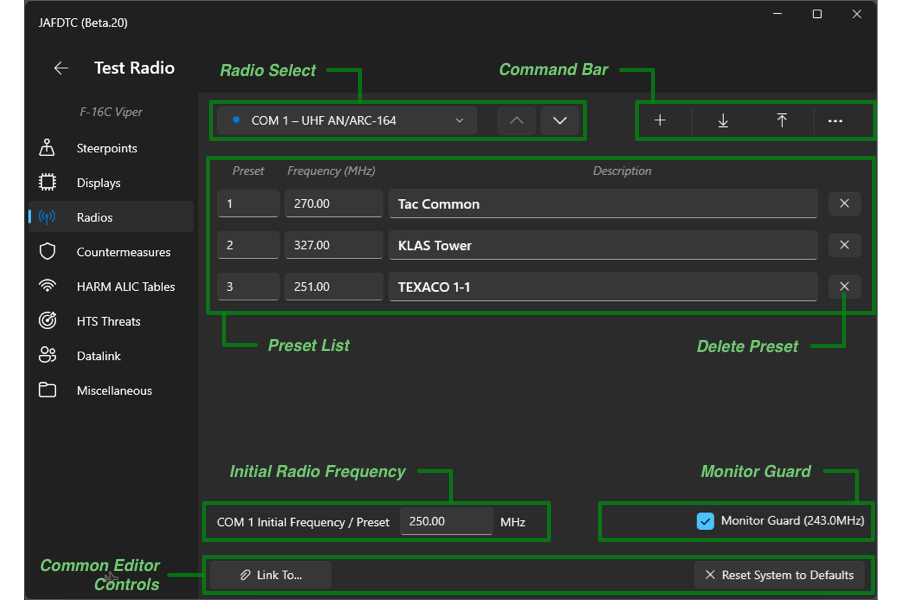 JAFDTC (Beta.20)
Test Radio
F-16C Viper
Steerpoints
Displays
Radios
Countermeasures
HARM ALIC Tables
HTS Threats
Datalink
Miscellaneous
Radio Select
Command Bar
COM 1 – UHF AN/ARC-164
Preset Frequency (MHz) Description
1 270.00 Tac Common
2 327.00 KLAS Tower
3 251.00 TEXACO 1-1
Preset List
Delete Preset
Initial Radio Frequency
Monitor Guard
COM 1 Initial Frequency / Preset 250.00 MHz
Monitor Guard (243.0MHz)
Common Editor
Controls
Link To...
Reset System to Defaults